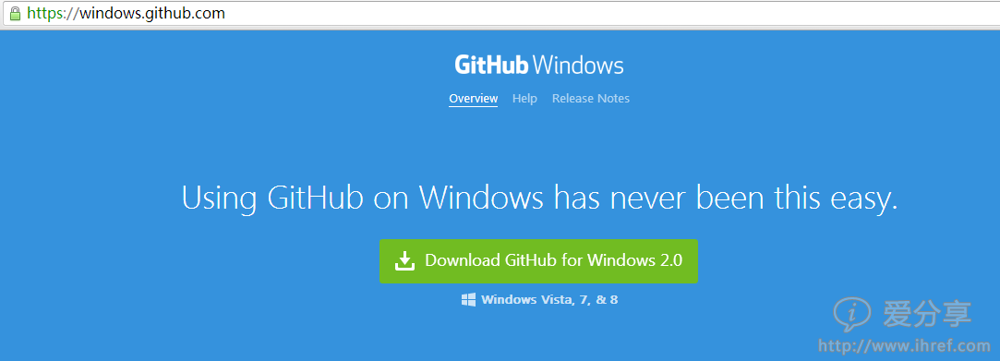 https://windows.github.com
GitHub Windows
Overview Help Release Notes
Using GitHub on Windows has never been this easy.
Download GitHub for Windows 2.0
Windows Vista, 7, & 8
i 爱分享
http://www.ihref.com